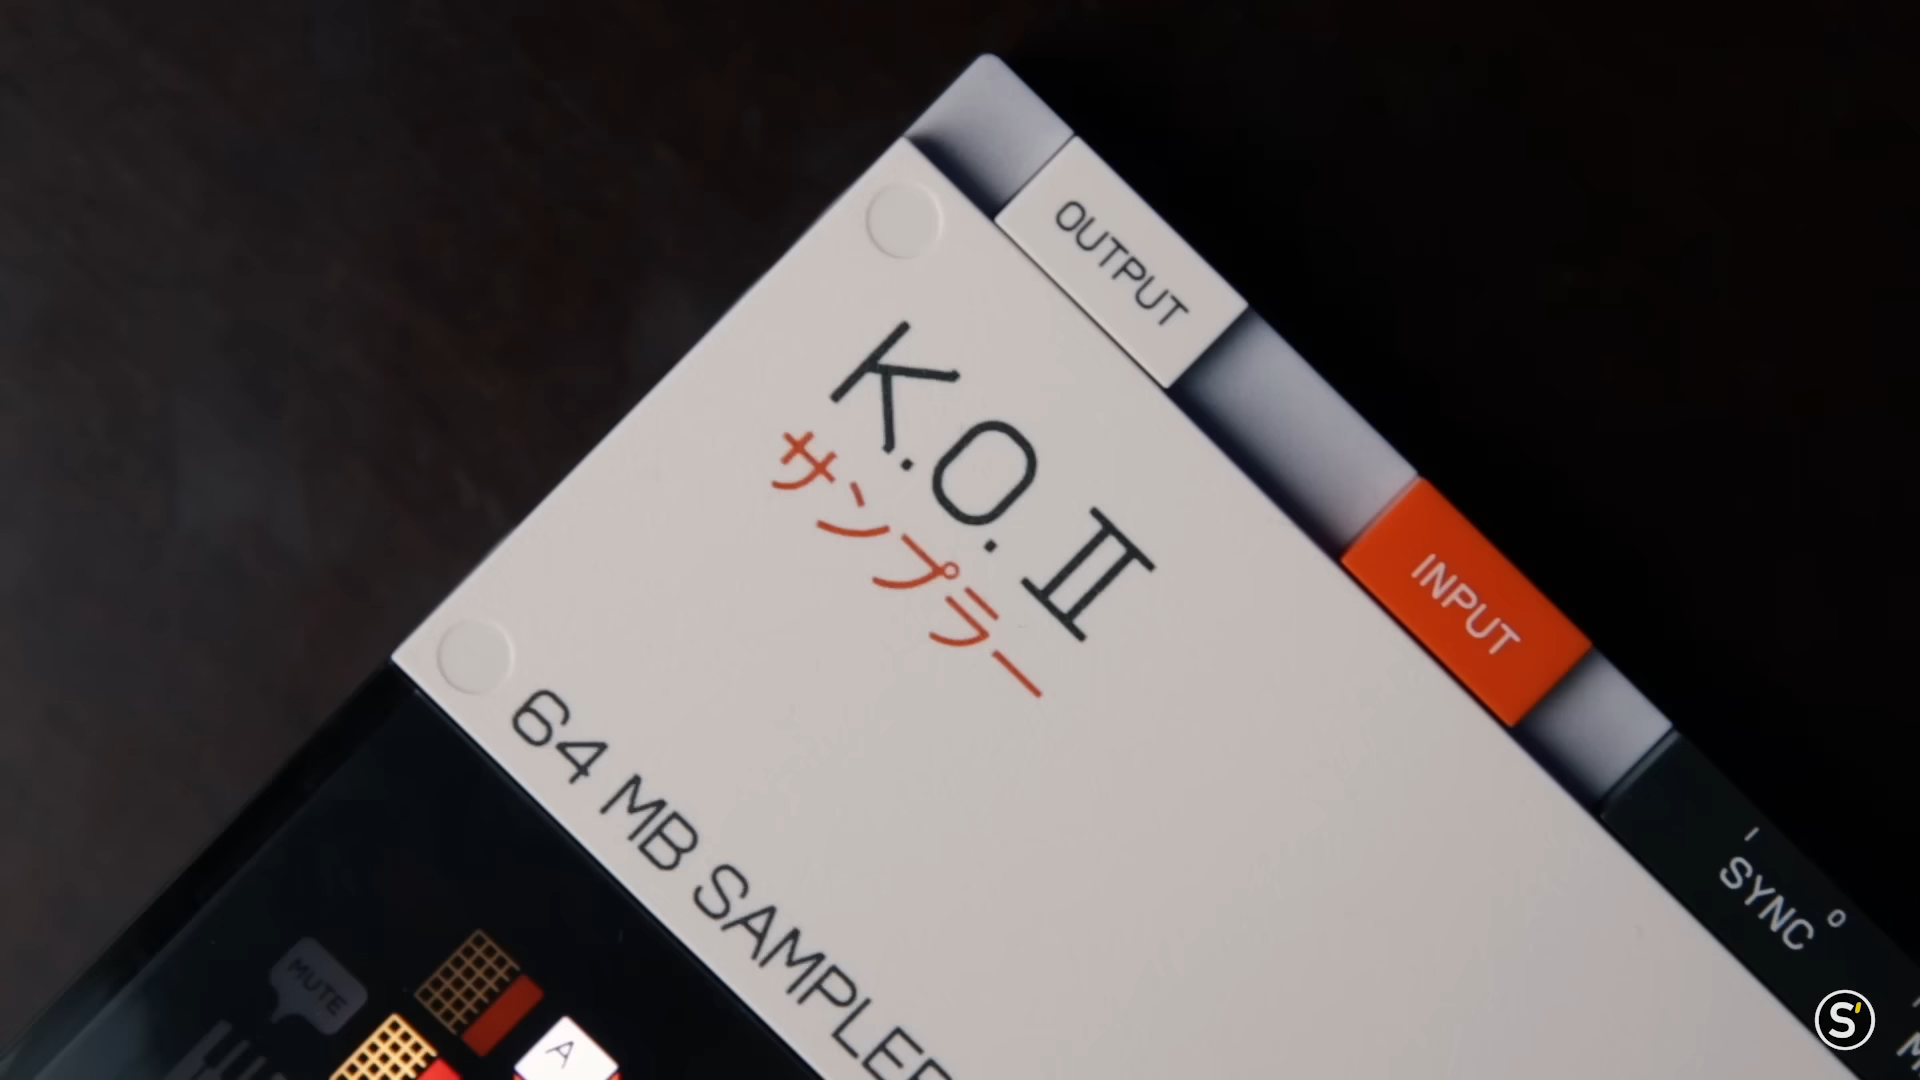 OUTPUT
K.O. II
サンプラー
INPUT
64 MB SAMPLER
I
SYNC
O
MUTE
A
S'